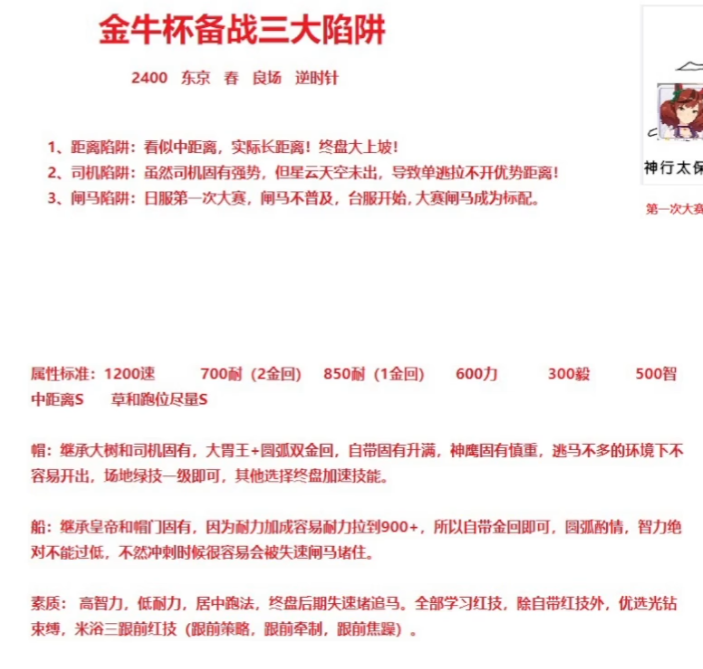 金牛杯备战三大陷阱
2400 东京 春 良场 逆时针
1、距离陷阱：看似中距离，实际长距离！终盘大上坡！
2、司机陷阱：虽然司机固有强势，但星云天空未出，导致单逃拉不开优势距离！
3、闸马陷阱：日服第一次大赛，闸马不普及，台服开始，大赛闸马成为标配。
神行太保
第一次大赛
属性标准：1200速 700耐（2金回） 850耐（1金回） 600力 300毅 500智
中距离S 草和跑位尽量S
帽：继承大树和司机固有，大胃王+圆弧双金回，自带固有升满，神鹰固有慎重，逃马不多的环境下不
容易开出，场地绿技一级即可，其他选择终盘加速技能。
船：继承皇帝和帽门固有，因为耐力加成容易耐力拉到900+，所以自带金回即可，圆弧酌情，智力绝
对不能过低，不然冲刺时候很容易会被失速闸马堵住。
素质： 高智力，低耐力，居中跑法，终盘后期失速堵追马。全部学习红技，除自带红技外，优选光钻
束缚，米浴三跟前红技（跟前策略，跟前牵制，跟前焦躁）。